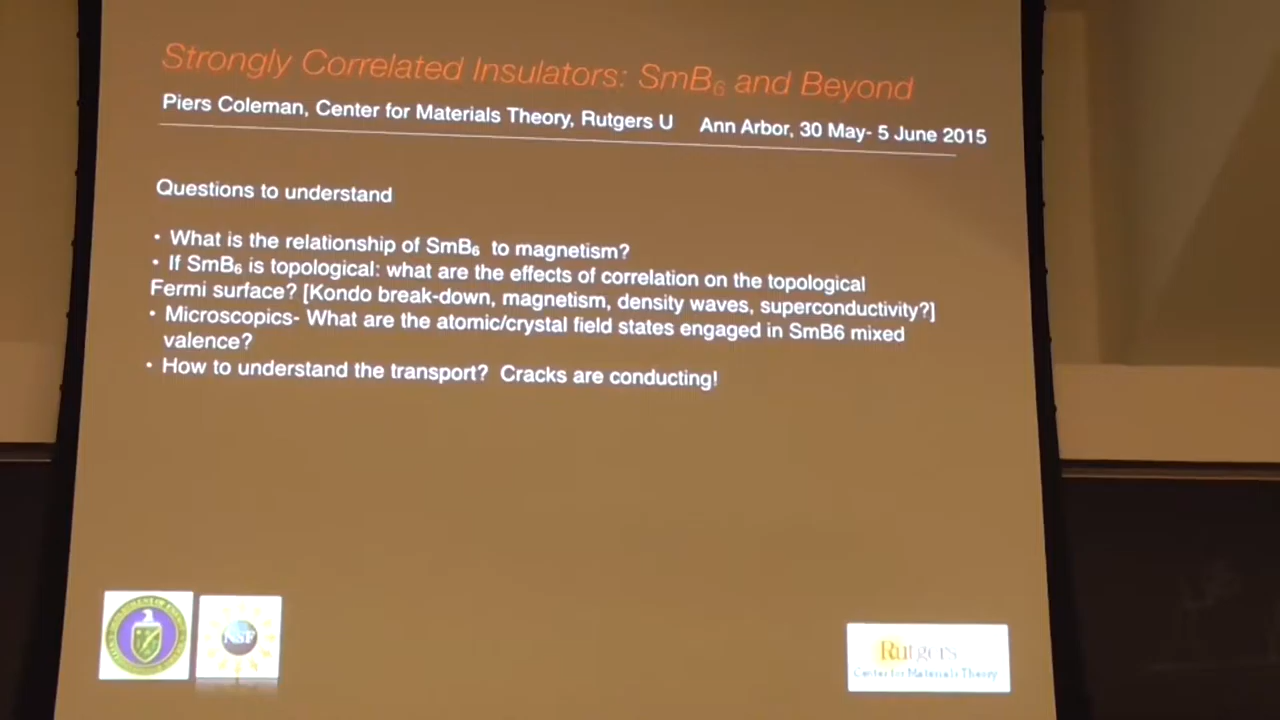 Strongly Correlated Insulators: SmB₆ and Beyond
Piers Coleman, Center for Materials Theory, Rutgers U Ann Arbor, 30 May- 5 June 2015
Questions to understand
• What is the relationship of SmB₆ to magnetism?
• If SmB₆ is topological: what are the effects of correlation on the topological
Fermi surface? [Kondo break-down, magnetism, density waves, superconductivity?]
• Microscopics- What are the atomic/crystal field states engaged in SmB6 mixed
valence?
• How to understand the transport? Cracks are conducting!
NSF
Rutgers
Center for Materials Theory